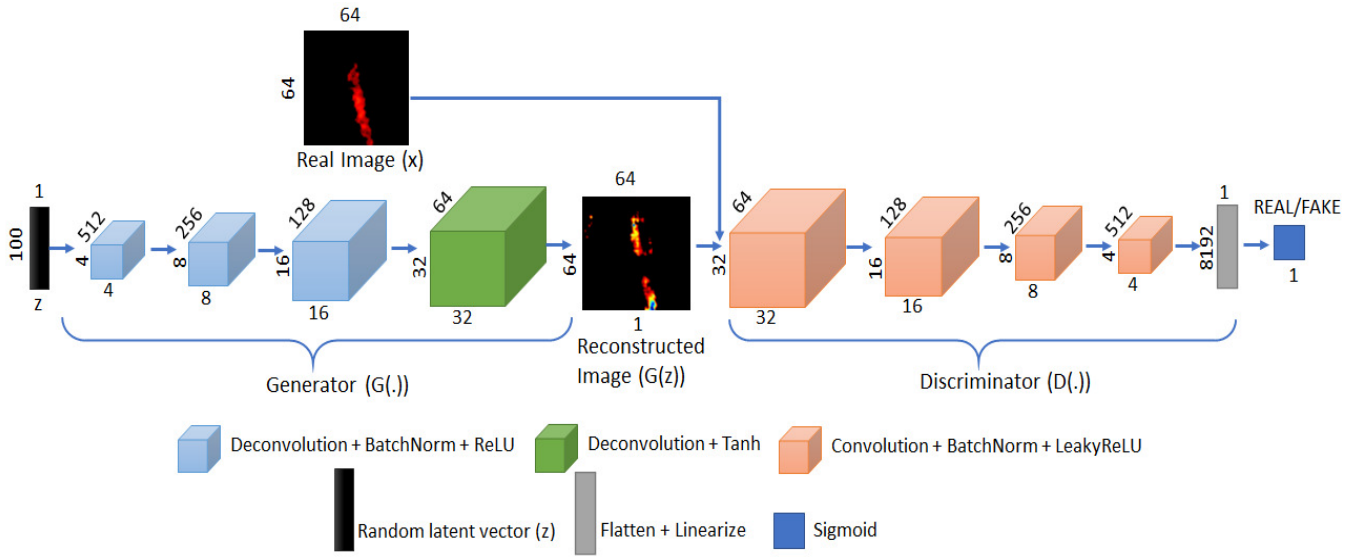 64
64
Real Image (x)
1
100
z
512
4
4
256
8
8
128
16
16
64
32
32
64
64
1
Reconstructed
Image (G(z))
64
32
32
128
16
16
256
8
8
512
4
4
1
8192
REAL/FAKE
1
Generator (G(.))
Discriminator (D(.))
Deconvolution + BatchNorm + ReLU
Deconvolution + Tanh
Convolution + BatchNorm + LeakyReLU
Random latent vector (z)
Flatten + Linearize
Sigmoid